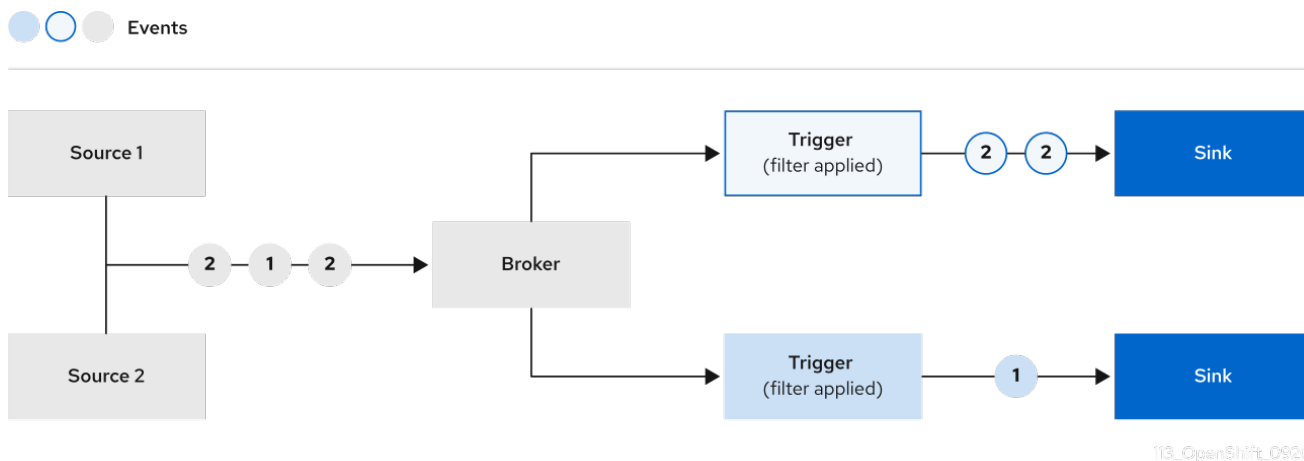 Events
Source 1
Trigger
(filter applied)
2
2
Sink
2
1
2
Broker
Source 2
Trigger
(filter applied)
1
Sink
113_OpenShift_092